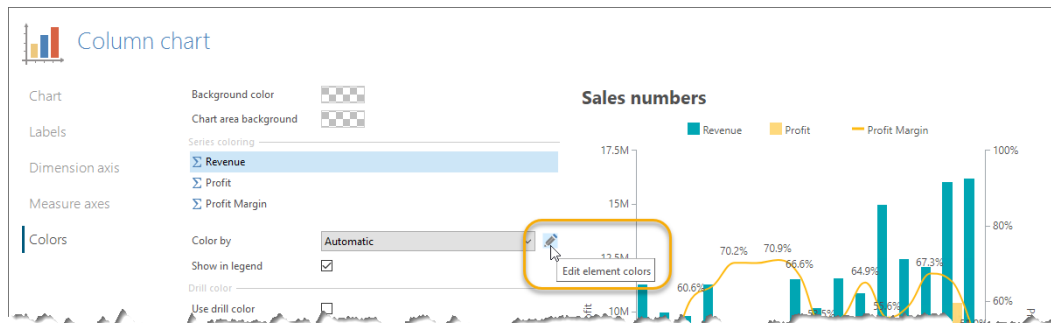 Column chart
Chart
Labels
Dimension axis
Measure axes
Colors
Background color
Chart area background
Series coloring
Σ Revenue
Σ Profit
Σ Profit Margin
Color by
Automatic
Show in legend
Edit element colors
Drill color
Use drill color
Sales numbers
Revenue
Profit
Profit Margin
17.5M
100%
15M
80%
12.5M
70.2%
70.9%
66.6%
64.9%
67.3%
60.6%
60%
10M